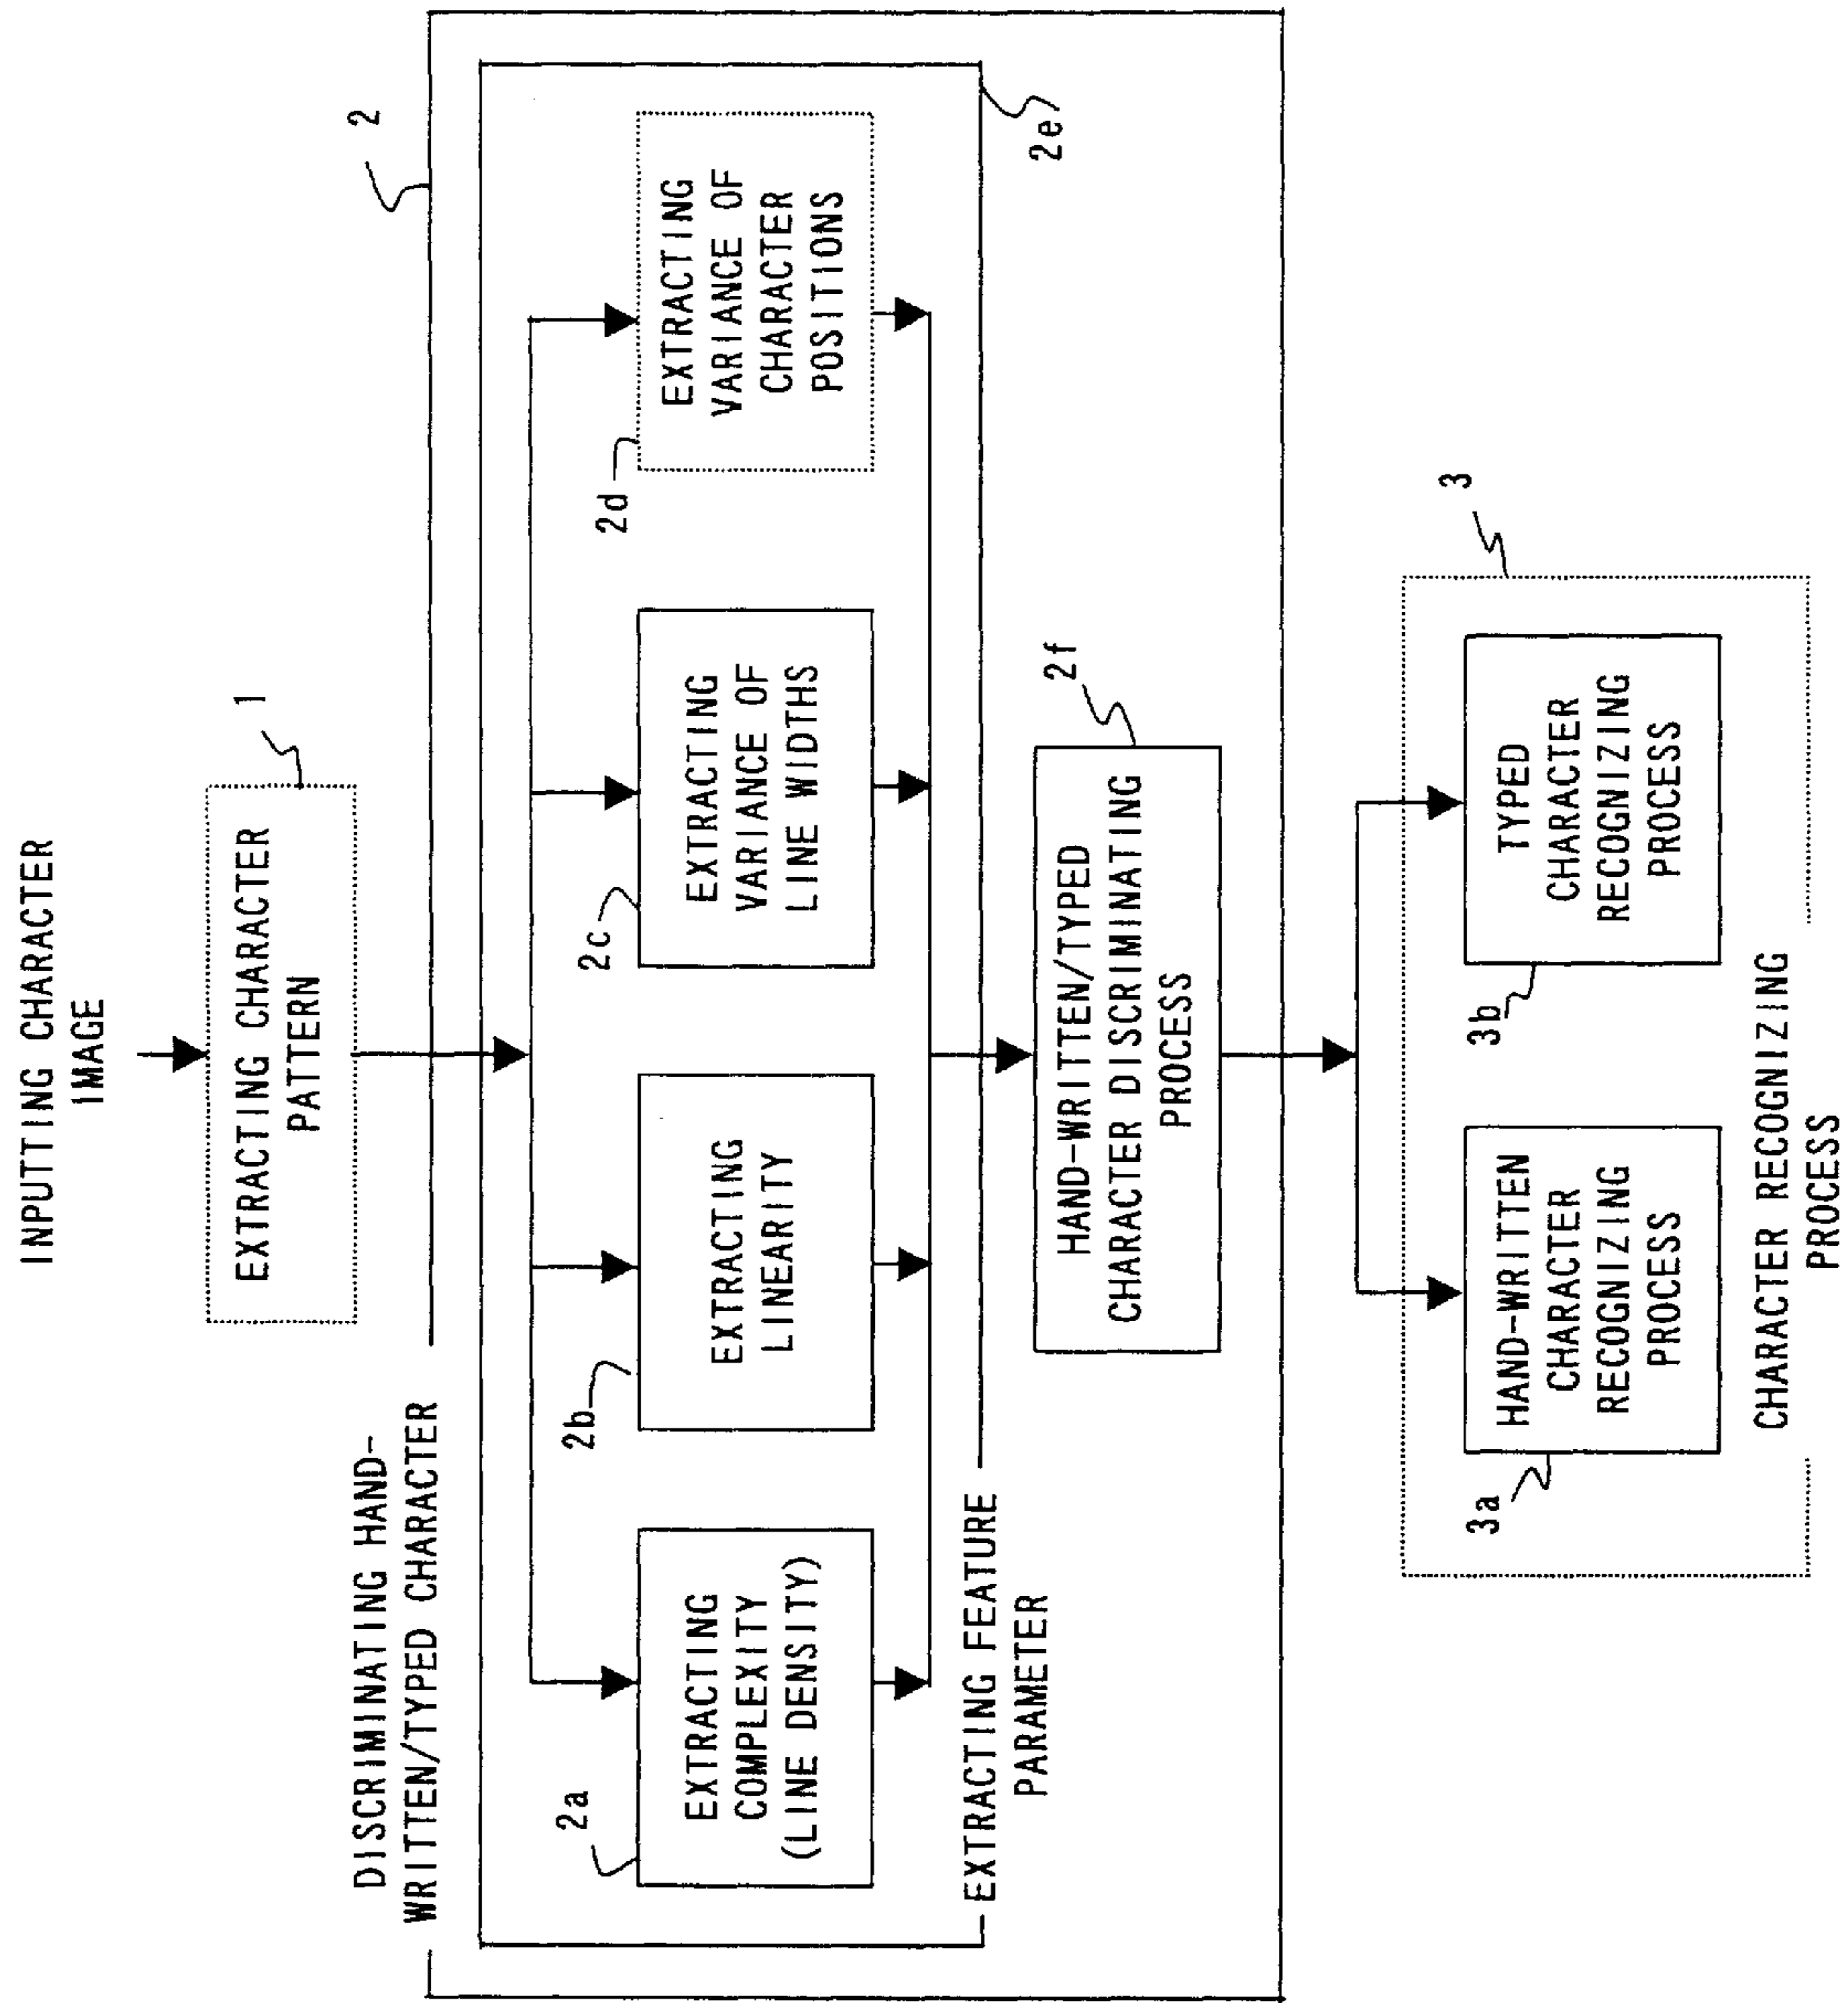 INPUTTING CHARACTER
IMAGE
1
EXTRACTING CHARACTER
PATTERN
DISCRIMINATING HAND-
WRITTEN/TYPED CHARACTER
2
2a
EXTRACTING
COMPLEXITY
(LINE DENSITY)
2b
EXTRACTING
LINEARITY
2c
EXTRACTING
VARIANCE OF
LINE WIDTHS
2d
EXTRACTING
VARIANCE OF
CHARACTER
POSITIONS
EXTRACTING FEATURE
PARAMETER
2e
2f
HAND-WRITTEN/TYPED
CHARACTER DISCRIMINATING
PROCESS
3
3a
HAND-WRITTEN
CHARACTER
RECOGNIZING
PROCESS
3b
TYPED
CHARACTER
RECOGNIZING
PROCESS
CHARACTER RECOGNIZING
PROCESS